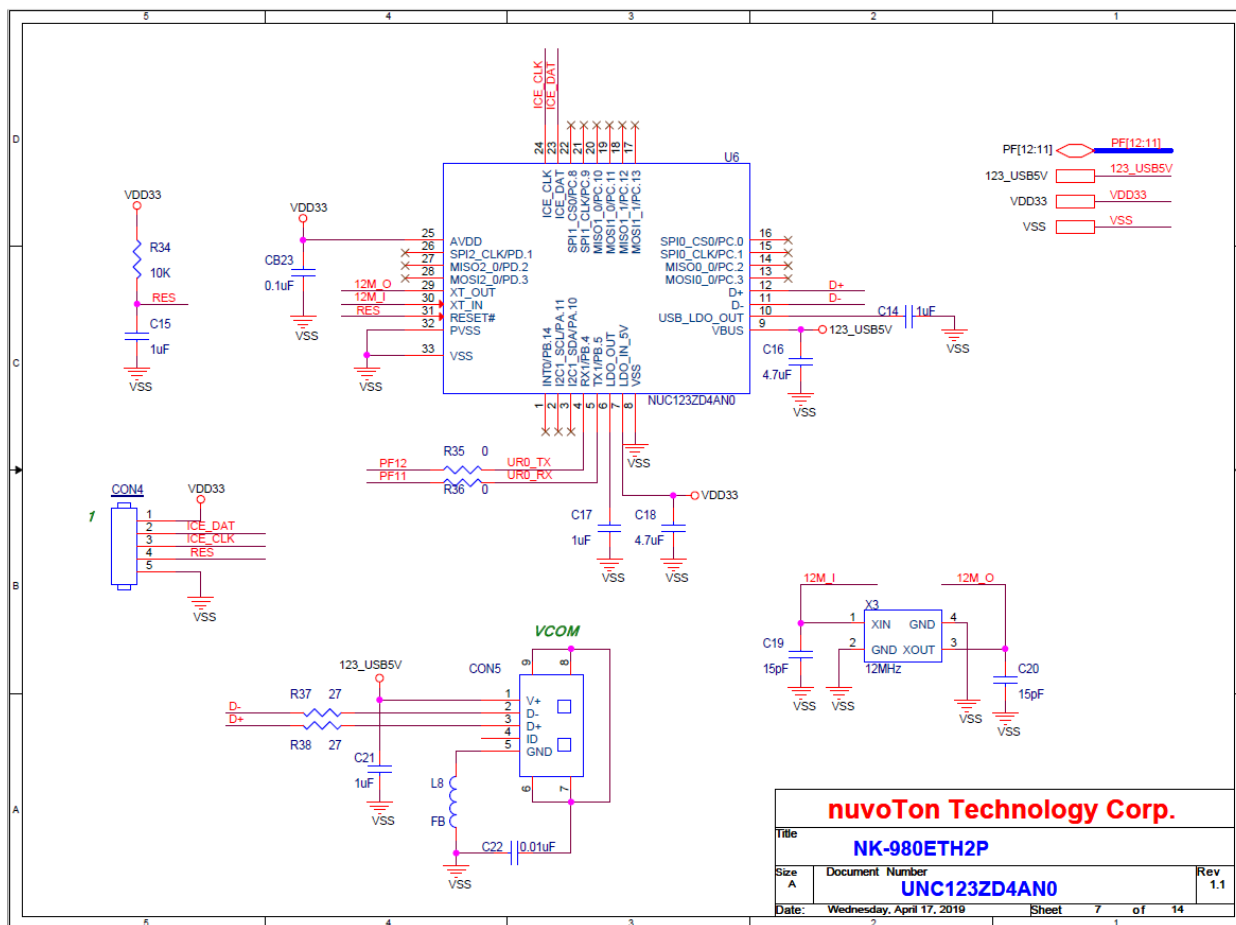 5 4 3 2 1
D
C
B
A
ICE_CLK
ICE_DAT
24
23
22
21
20
19
18
17
U6
ICE_CLK
ICE_DAT
SPI1_CS0/PC.8
SPI1_CLK/PC.9
MISO1_0/PC.10
MOSI1_0/PC.11
MISO1_1/PC.12
MOSI1_1/PC.13
PF[12:11] PF[12:11]
123_USB5V 123_USB5V
VDD33 VDD33
VSS VSS
VDD33
R34
10K
RES
C15
1uF
VSS
VDD33
CB23
0.1uF
VSS
25 AVDD
26 SPI2_CLK/PD.1
27 MISO2_0/PD.2
28 MOSI2_0/PD.3
12M_O 29 XT_OUT
12M_I 30 XT_IN
RES 31 RESET#
32 PVSS
33 VSS
VSS
SPI0_CS0/PC.0 16
SPI0_CLK/PC.1 15
MISO0_0/PC.2 14
MOSI0_0/PC.3 13
D+ 12 D+
D- 11 D-
USB_LDO_OUT 10 C14 1uF
VBUS 9 123_USB5V
VSS
C16
4.7uF
VSS
INT0/PB.14
I2C1_SCL/PA.11
I2C1_SDA/PA.10
RX1/PB.4
TX1/PB.5
LDO_OUT
LDO_IN_5V
VSS
NUC123ZD4AN0
1
2
3
4
5
6
7
8
VSS
R35 0
PF12 UR0_TX
PF11 UR0_RX
R36 0
VDD33
C17
1uF
VSS
C18
4.7uF
VSS
CON4
VDD33
1
1
2 ICE_DAT
3 ICE_CLK
4 RES
5
VSS
12M_I 12M_O
X3
1 XIN GND 4
2 GND XOUT 3
12MHz
C19
15pF
VSS
VSS
VSS
C20
15pF
VSS
VCOM
123_USB5V
CON5
9 8
R37 27
D-
D+
R38 27
1 V+
2 D-
3 D+
4 ID
5 GND
6 7
C21
1uF
VSS
L8
FB
C22 0.01uF
VSS
nuvoTon Technology Corp.
Title
NK-980ETH2P
Size
A
Document Number
UNC123ZD4AN0
Rev
1.1
Date: Wednesday, April 17, 2019 Sheet 7 of 14
5 4 3 2 1